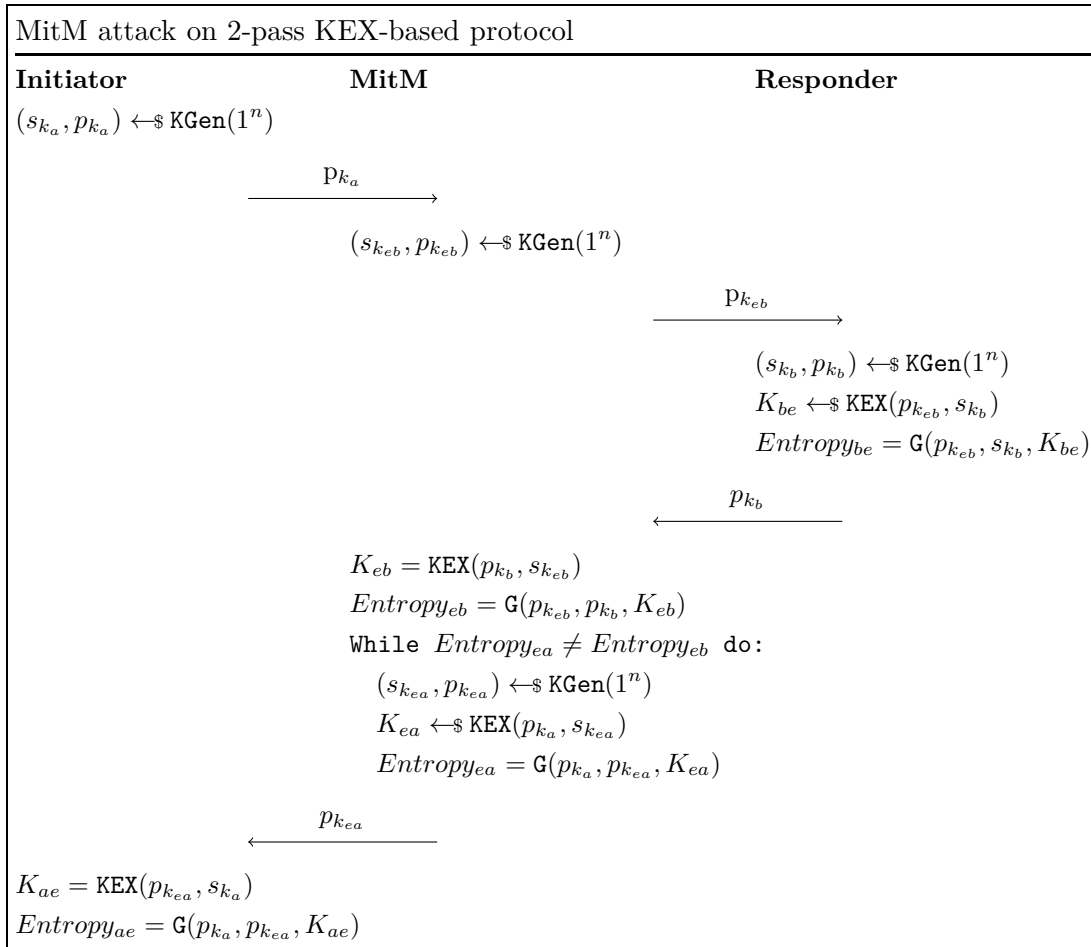 MitM attack on 2-pass KEX-based protocol
Initiator MitM Responder
(s_{k_a}, p_{k_a}) ←$ KGen(1^n)
p_{k_a}
(s_{k_{eb}}, p_{k_{eb}}) ←$ KGen(1^n)
p_{k_{eb}}
(s_{k_b}, p_{k_b}) ←$ KGen(1^n)
K_{be} ←$ KEX(p_{k_{eb}}, s_{k_b})
Entropy_{be} = G(p_{k_{eb}}, s_{k_b}, K_{be})
p_{k_b}
K_{eb} = KEX(p_{k_b}, s_{k_{eb}})
Entropy_{eb} = G(p_{k_{eb}}, p_{k_b}, K_{eb})
While Entropy_{ea} ≠ Entropy_{eb} do:
(s_{k_{ea}}, p_{k_{ea}}) ←$ KGen(1^n)
K_{ea} ←$ KEX(p_{k_a}, s_{k_{ea}})
Entropy_{ea} = G(p_{k_a}, p_{k_{ea}}, K_{ea})
p_{k_{ea}}
K_{ae} = KEX(p_{k_{ea}}, s_{k_a})
Entropy_{ae} = G(p_{k_a}, p_{k_{ea}}, K_{ae})